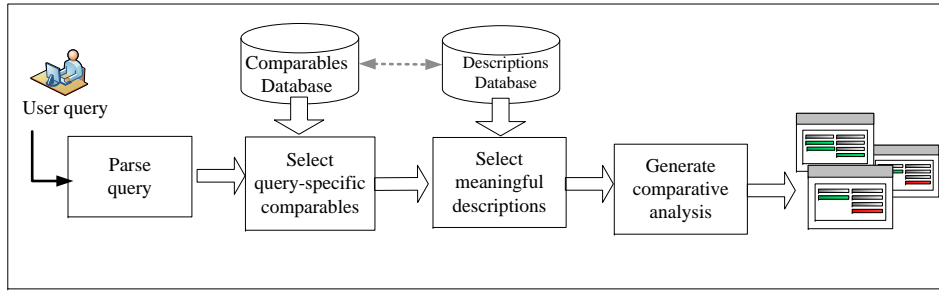 Comparables
Database
Descriptions
Database
User query
Parse
query
Select
query-specific
comparables
Select
meaningful
descriptions
Generate
comparative
analysis